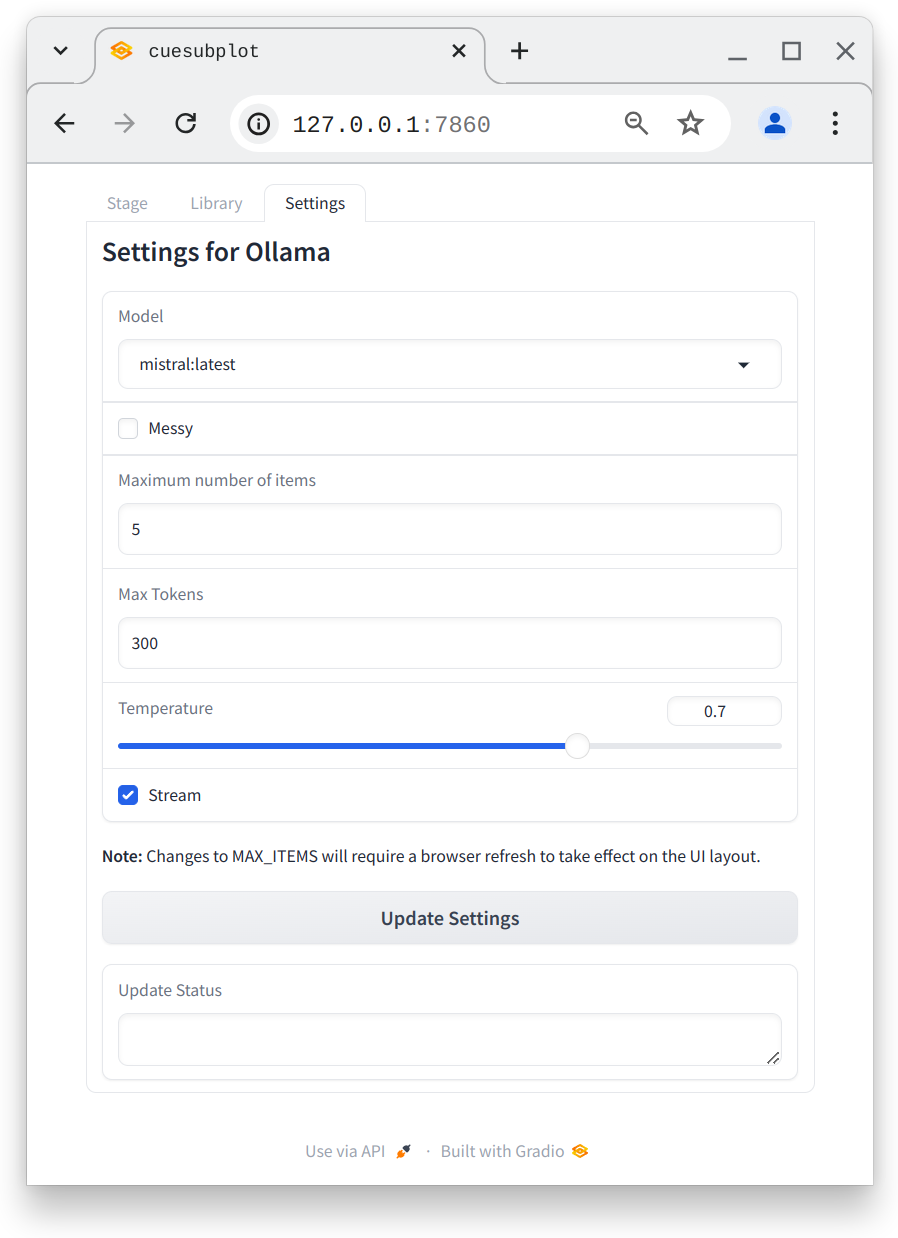 cuesubplot
127.0.0.1:7860
Stage Library Settings
Settings for Ollama
Model
mistral:latest
Messy
Maximum number of items
5
Max Tokens
300
Temperature 0.7
Stream
Note: Changes to MAX_ITEMS will require a browser refresh to take effect on the UI layout.
Update Settings
Update Status
Use via API · Built with Gradio